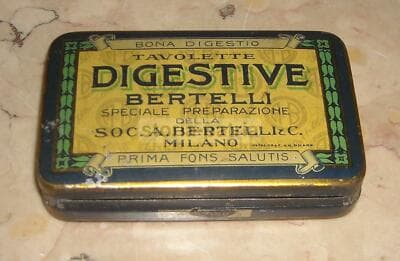 BONA DIGESTIO
TAVOLETTE
DIGESTIVE
BERTELLI
SPECIALE PREPARAZIONE
DELLA
SOC. A. BERTELLI & C.
MILANO
PRIMA FONS SALUTIS